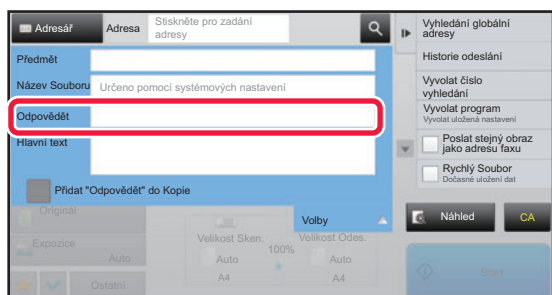 Adresář
Adresa
Stiskněte pro zadání
adresy
Předmět
Název Souboru
Určeno pomocí systémových nastavení
Odpovědět
Hlavní text
Přidat "Odpovědět" do Kopie
Originál
Expozice
Auto
Ostatní
Volby
Velikost Sken.
100%
Velikost Odes.
Auto
A4
Auto
A4
Vyhledání globální
adresy
Historie odeslání
Vyvolat číslo
vyhledání
Vyvolat program
Vyvolat uložená nastavení
Poslat stejný obraz
jako adresu faxu
Rychlý Soubor
Dočasné uložení dat
Náhled
CA
Start